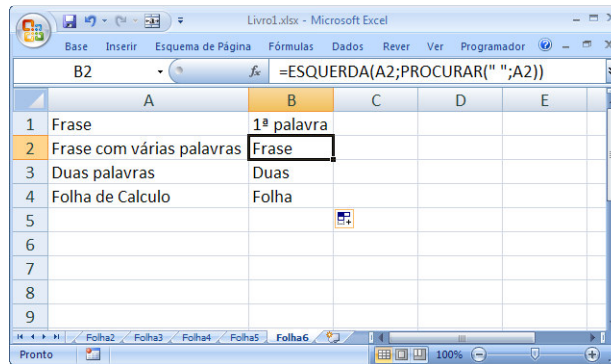 Livro1.xlsx - Microsoft Excel
Base Inserir Esquema de Página Fórmulas Dados Rever Ver Programador
B2 fx =ESQUERDA(A2;PROCURAR(" ";A2))
A B C D E
1 Frase 1ª palavra
2 Frase com várias palavras Frase
3 Duas palavras Duas
4 Folha de Calculo Folha
5
6
7
8
9
Folha2 Folha3 Folha4 Folha5 Folha6
Pronto 100%